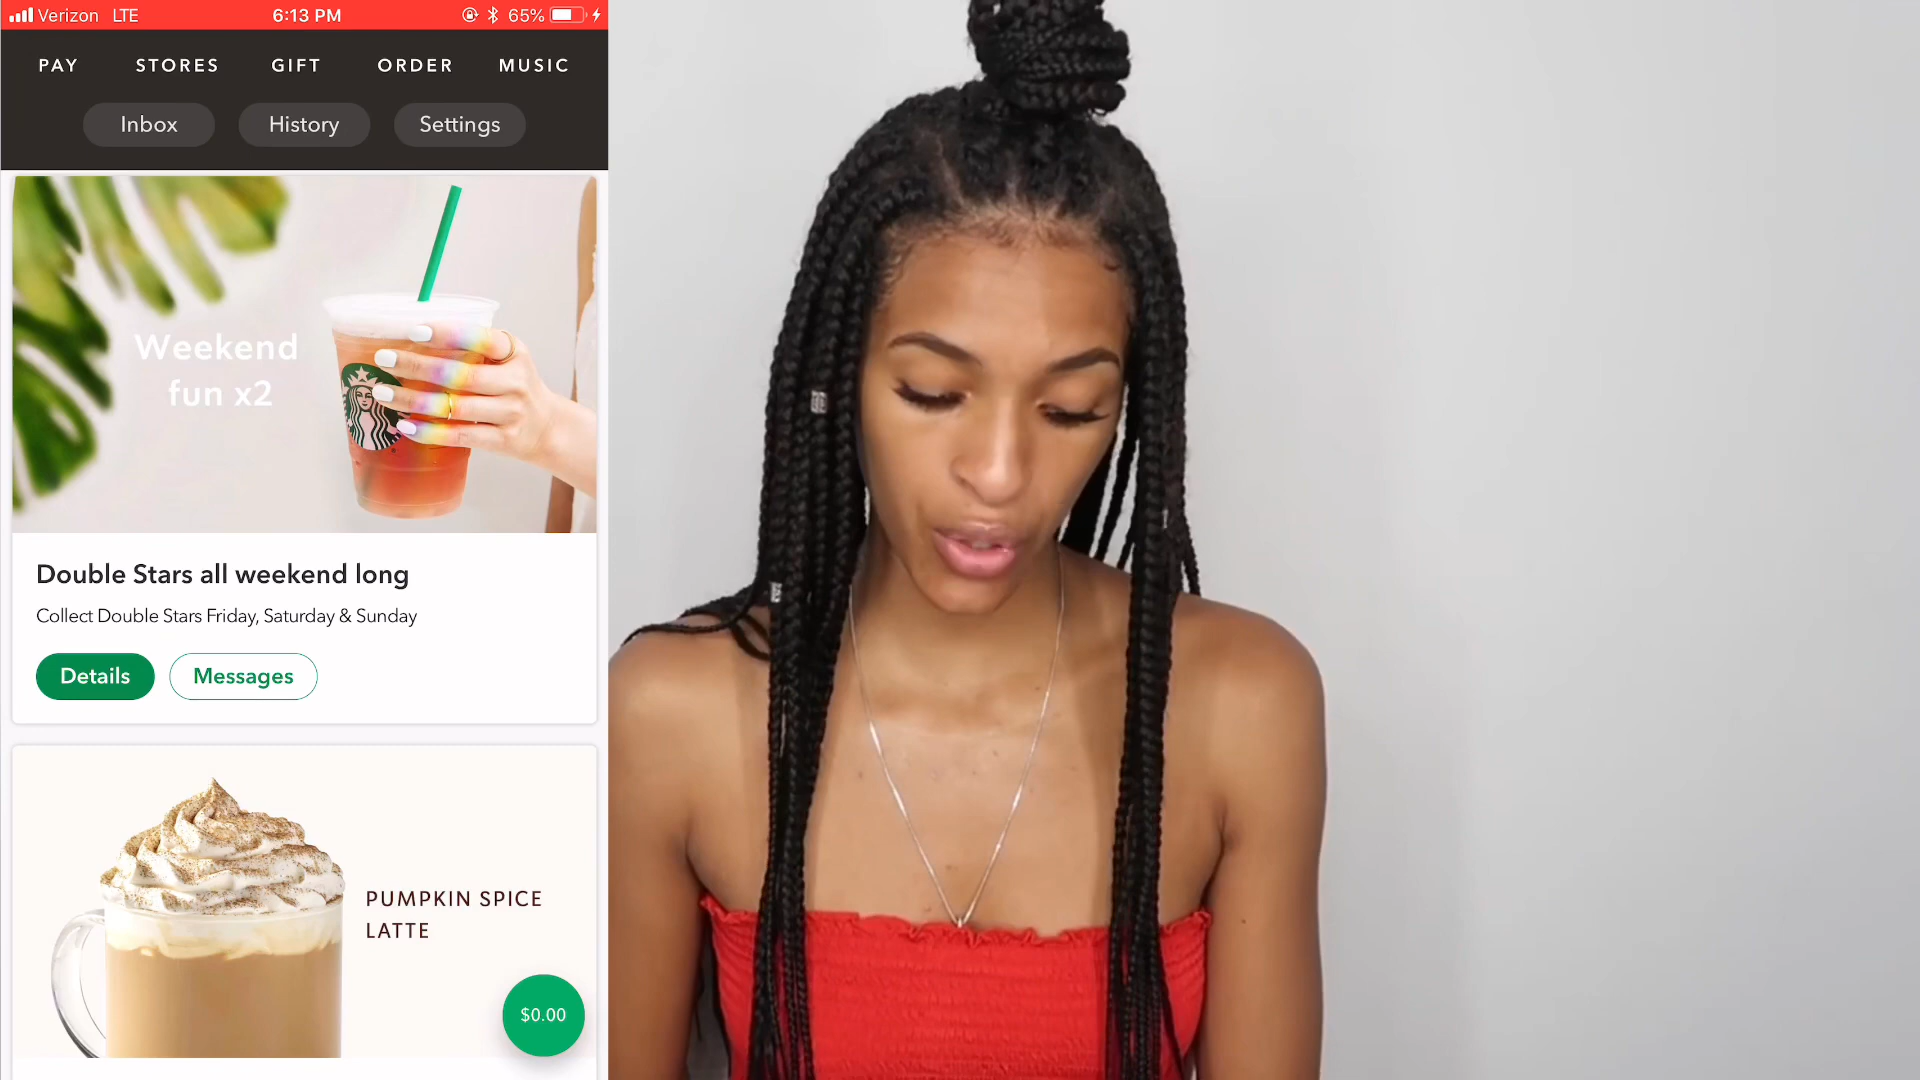 Verizon LTE 6:13 PM 65%
PAY STORES GIFT ORDER MUSIC
Inbox History Settings
Weekend
fun x2
Double Stars all weekend long
Collect Double Stars Friday, Saturday & Sunday
Details Messages
PUMPKIN SPICE
LATTE
$0.00